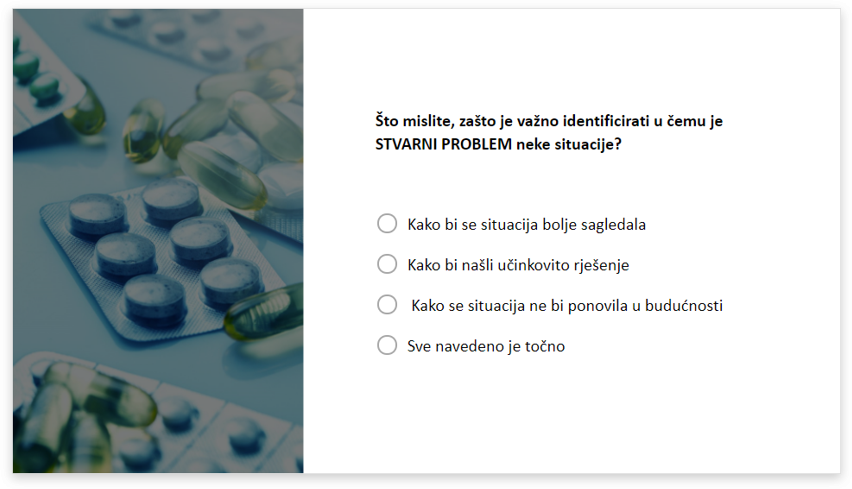 Što mislite, zašto je važno identificirati u čemu je
STVARNI PROBLEM neke situacije?
Kako bi se situacija bolje sagledala
Kako bi našli učinkovito rješenje
Kako se situacija ne bi ponovila u budućnosti
Sve navedeno je točno